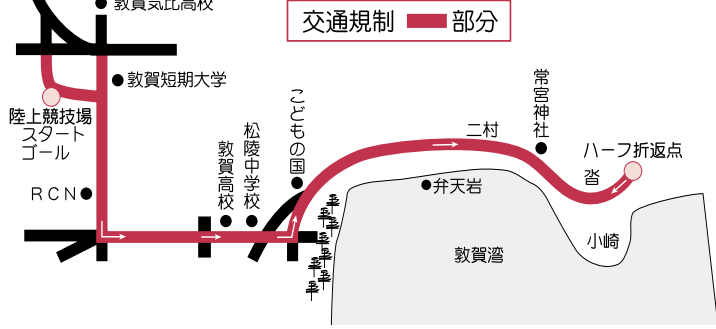 敦賀気比高校
交通規制 部分
敦賀短期大学
陸上競技場
スタート
ゴール
RCN
敦賀高校
松陵中学校
こどもの国
二村
常宮神社
ハーフ折返点
沓
弁天岩
小崎
敦賀湾